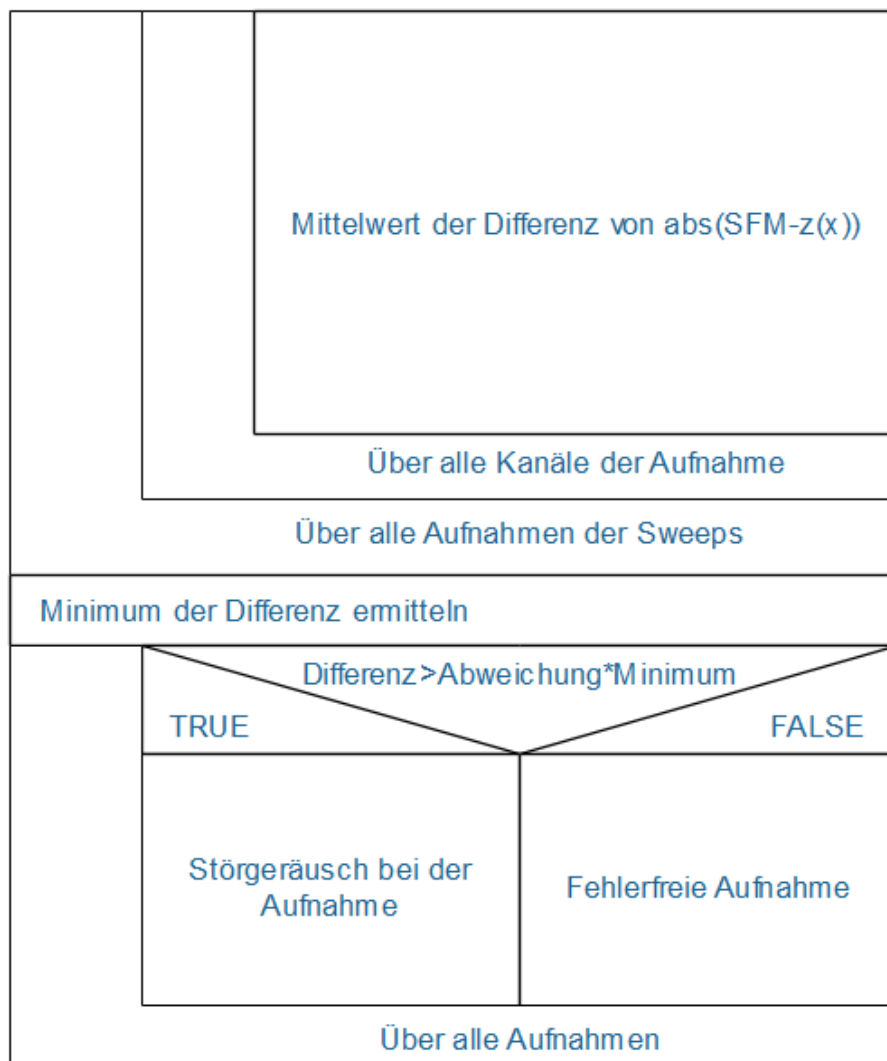 Mittelwert der Differenz von abs(SFM-z(x))
Über alle Kanäle der Aufnahme
Über alle Aufnahmen der Sweeps
Minimum der Differenz ermitteln
Differenz>Abweichung*Minimum
TRUE
FALSE
Störgeräusch bei der
Aufnahme
Fehlerfreie Aufnahme
Über alle Aufnahmen